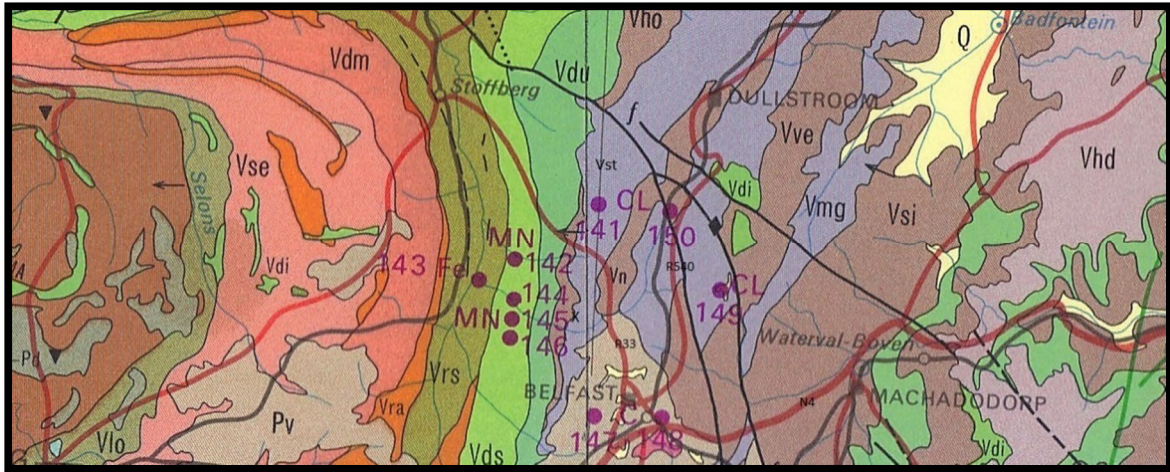 Vho
Badfontein
Q
Vdm
Vdu
Stoffberg
f
DULLSTROOM
Vve
Vhd
Vse
Selons
Vst
CL
Vdi
141
150
Vmg
Vsi
MN
142
143 Fe
Vdi
Vn
R540
144
CL
149
MN
145
x
146
R33
Waterval-Boven
Pd
Vrs
BELFAST
MACHADODORP
Vra
N4
C
Pv
147
148
Vlo
Vds
Vdi
f